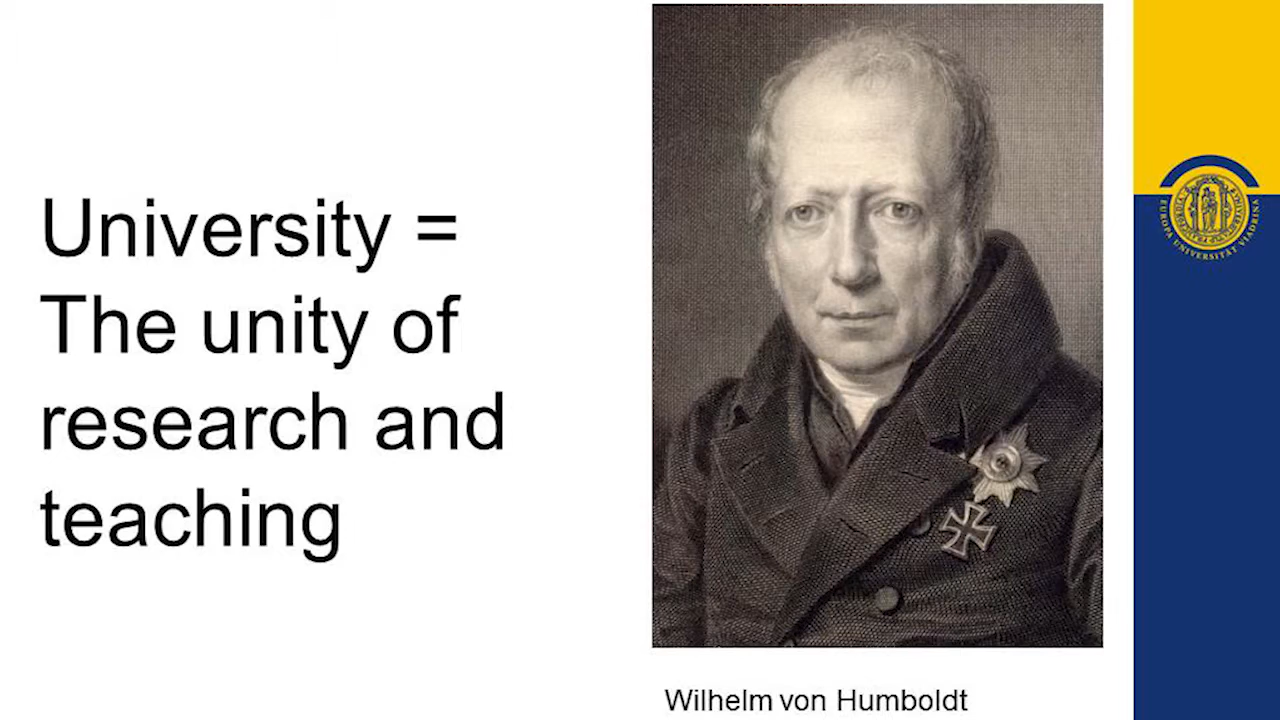 University =
The unity of
research and
teaching
Wilhelm von Humboldt
EUROPA UNIVERSITÄT VIADRINA